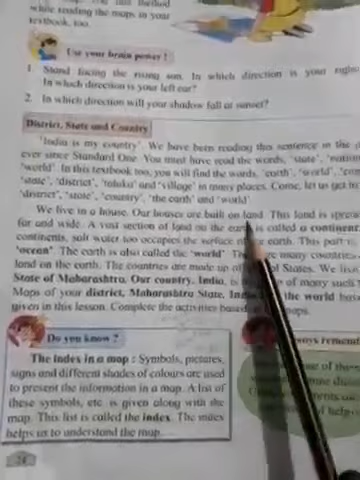 this method
while reading the maps in your
textbook, too.
Use your brain power !
1. Stand facing the rising sun. In which direction is your right
In which direction is your left ear?
2. In which direction will your shadow fall at sunset?
District, State and Country
'India is my country'. We have been reading this sentence in the
ever since Standard One. You must have read the words, 'state', 'nation
'world'. In this textbook too, you will find the words, 'earth', 'world',
'state', 'district', 'taluka' and 'village' in many places. Come, let us get to
'district', 'state', 'country', 'the earth' and 'world'.
We live in a house. Our houses are built on land. This land is spread
far and wide. A vast section of land on the earth is called a continent
continents, salt water too occupies the surface of the earth. This part is
"ocean". The earth is also called the 'world'. There are many countries
land on the earth. The countries are made up of States. We live
State of Maharashtra. Our country, India, is made of many such
Maps of your district, Maharashtra State, India the world
given in this lesson. Complete the activities based maps.
Do you know ?
The Index in a map : Symbols, pictures,
signs and different shades of colours are used
to present the information in a map. A list of
these symbols, etc. is given along with the
map. This list is called the index. The index
helps us to understand the map.
ways rememb
24